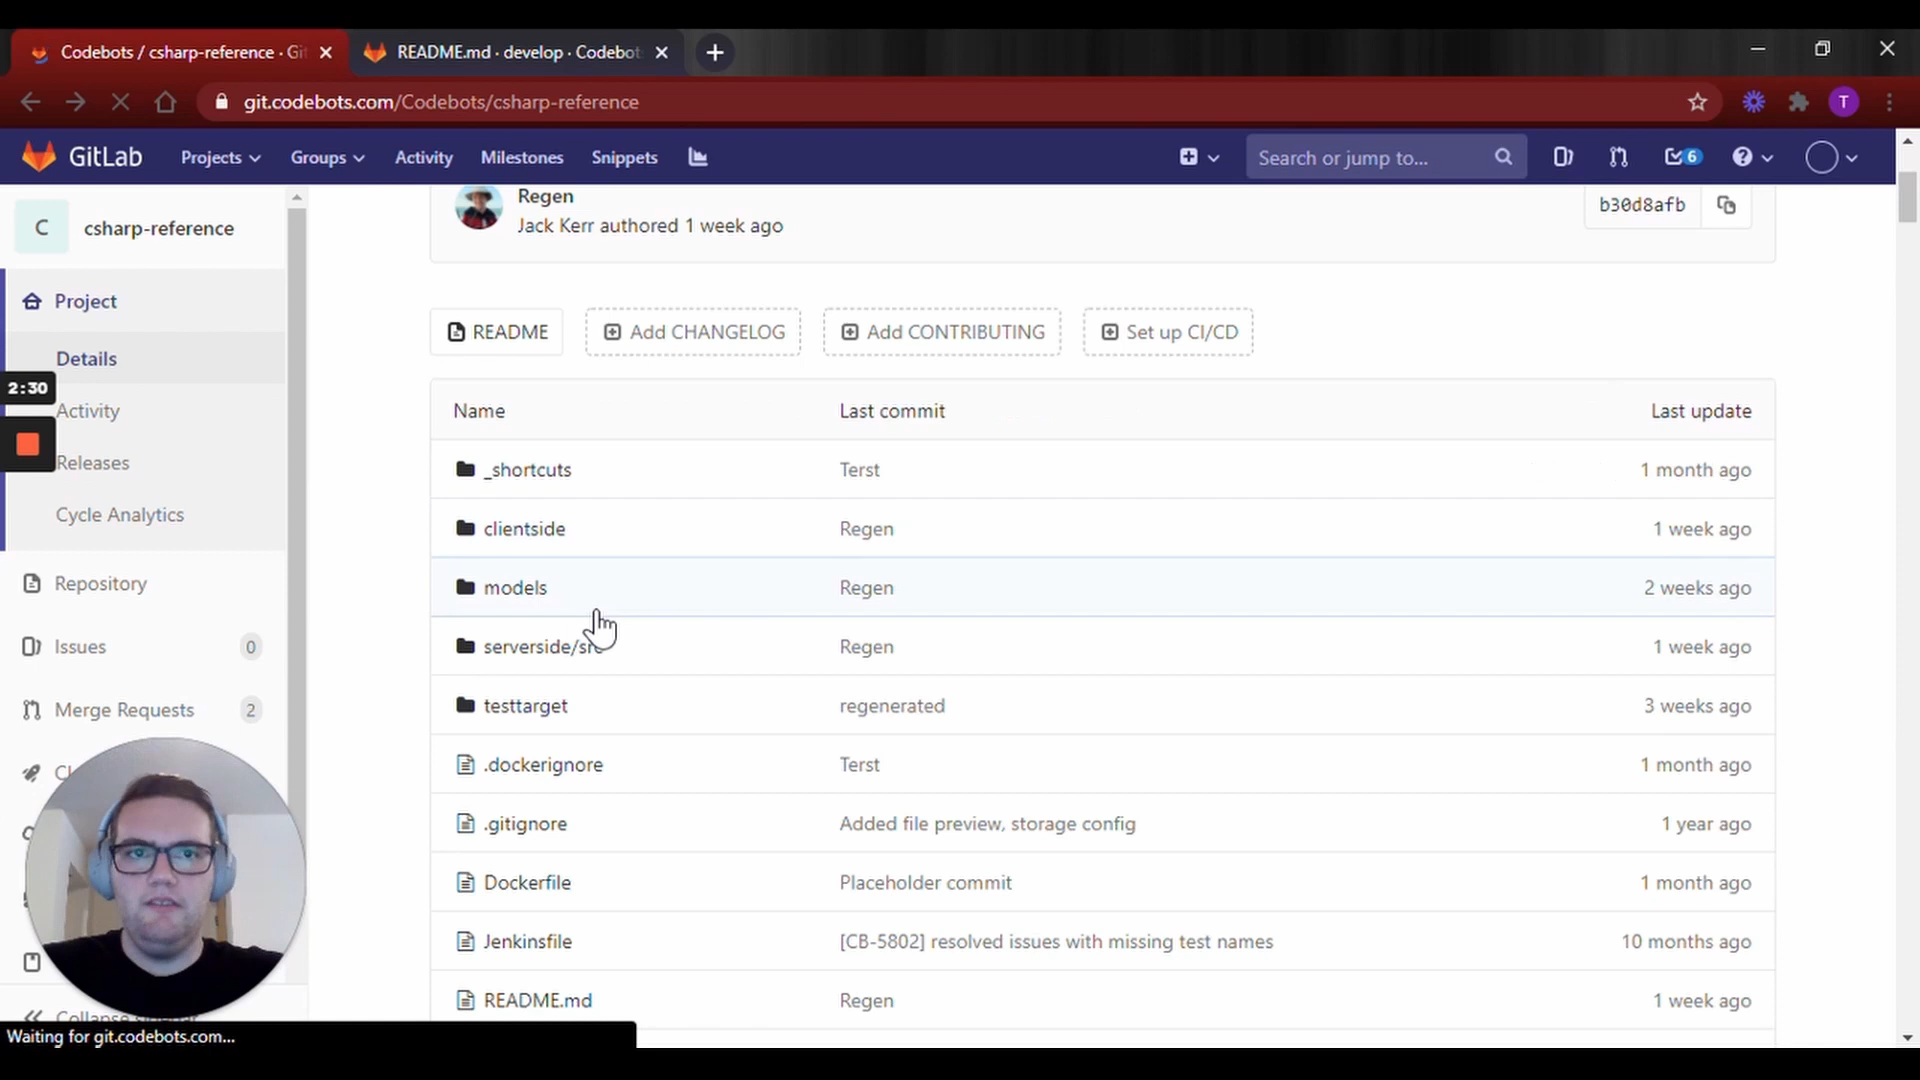 Codebots / csharp-reference · Gi
README.md · develop · Codebot
git.codebots.com/Codebots/csharp-reference
T
GitLab
Projects
Groups
Activity
Milestones
Snippets
Search or jump to...
6
C
csharp-reference
Project
Details
2:30
Activity
Releases
Cycle Analytics
Repository
Issues 0
Merge Requests 2
Collapse sidebar
Regen
Jack Kerr authored 1 week ago
b30d8afb
README
Add CHANGELOG
Add CONTRIBUTING
Set up CI/CD
Name Last commit Last update
_shortcuts Terst 1 month ago
clientside Regen 1 week ago
models Regen 2 weeks ago
serverside/src Regen 1 week ago
testtarget regenerated 3 weeks ago
.dockerignore Terst 1 month ago
.gitignore Added file preview, storage config 1 year ago
Dockerfile Placeholder commit 1 month ago
Jenkinsfile [CB-5802] resolved issues with missing test names 10 months ago
README.md Regen 1 week ago
Waiting for git.codebots.com...